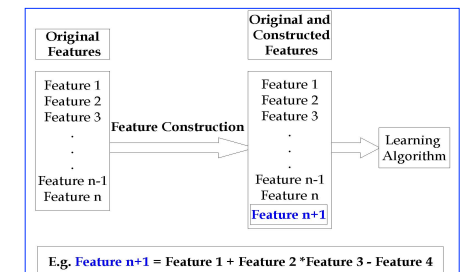 Original
Features
Feature 1
Feature 2
Feature 3
.
.
.
Feature n-1
Feature n
Feature Construction
Original and
Constructed
Features
Feature 1
Feature 2
Feature 3
.
.
.
Feature n-1
Feature n
Feature n+1
Learning
Algorithm
E.g. Feature n+1 = Feature 1 + Feature 2 *Feature 3 - Feature 4